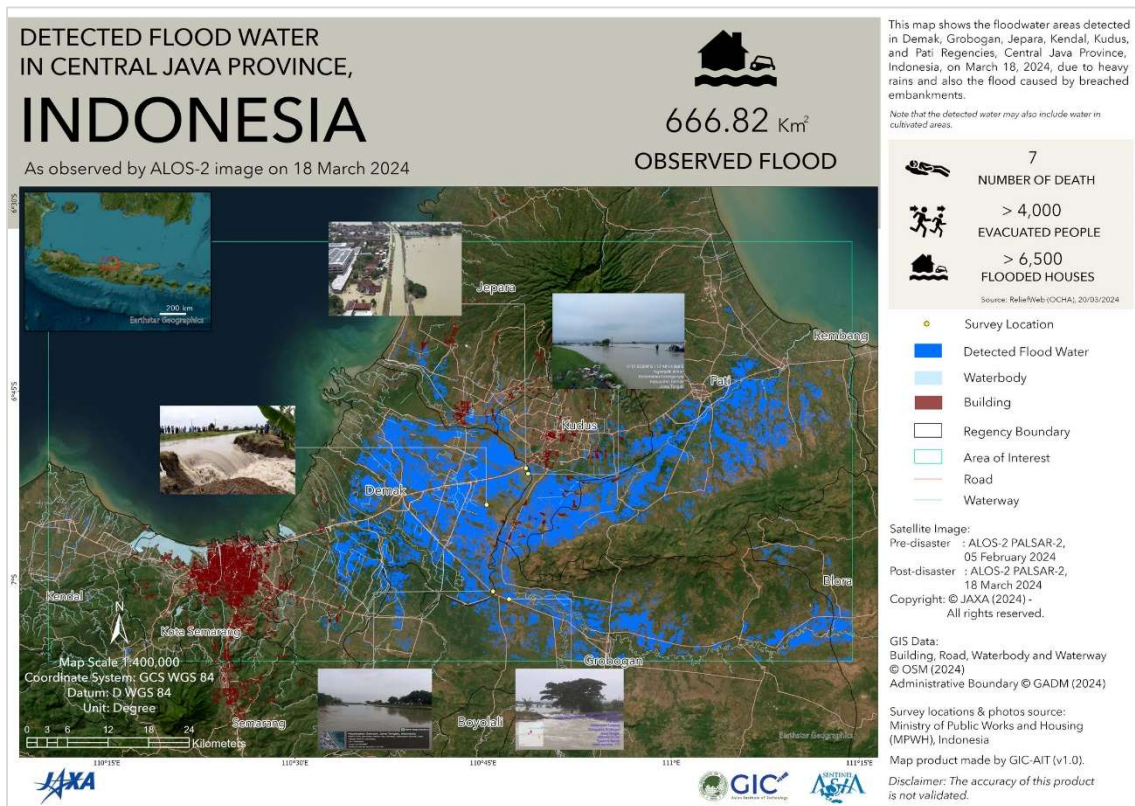 DETECTED FLOOD WATER
IN CENTRAL JAVA PROVINCE,
INDONESIA
As observed by ALOS-2 image on 18 March 2024
666.82 Km²
OBSERVED FLOOD
This map shows the floodwater areas detected
in Demak, Grobogan, Jepara, Kendal, Kudus,
and Pati Regencies, Central Java Province,
Indonesia, on March 18, 2024, due to heavy
rains and also the flood caused by breached
embankments.
Note that the detected water may also include water in
cultivated areas.
7
NUMBER OF DEATH
> 4,000
EVACUATED PEOPLE
> 6,500
FLOODED HOUSES
Source: ReliefWeb (OCHA), 20/03/2024
Survey Location
Detected Flood Water
Waterbody
Building
Regency Boundary
Area of Interest
Road
Waterway
Satellite Image:
Pre-disaster : ALOS-2 PALSAR-2,
05 February 2024
Post-disaster : ALOS-2 PALSAR-2,
18 March 2024
Copyright: © JAXA (2024) -
All rights reserved.
GIS Data:
Building, Road, Waterbody and Waterway
© OSM (2024)
Administrative Boundary © GADM (2024)
Survey locations & photos source:
Ministry of Public Works and Housing
(MPWH), Indonesia
Map product made by GIC-AIT (v1.0).
Disclaimer: The accuracy of this product
is not validated.
6°30'S
6°45'S
7°S
200 km
Earthstar Geographics
Jepara
Rembang
Pati
Kudus
Demak
Blora
Kendal
N
Kota Semarang
Grobogan
Map Scale 1:400,000
Coordinate System: GCS WGS 84
Datum: D WGS 84
Unit: Degree
0 3 6 12 18 24
Kilometers
Semarang
Boyolali
Earthstar Geographics
110°15'E
110°30'E
110°45'E
111°E
111°15'E
JAXA
GIC
Asian Institute of Technology
SENTINEL
ASIA